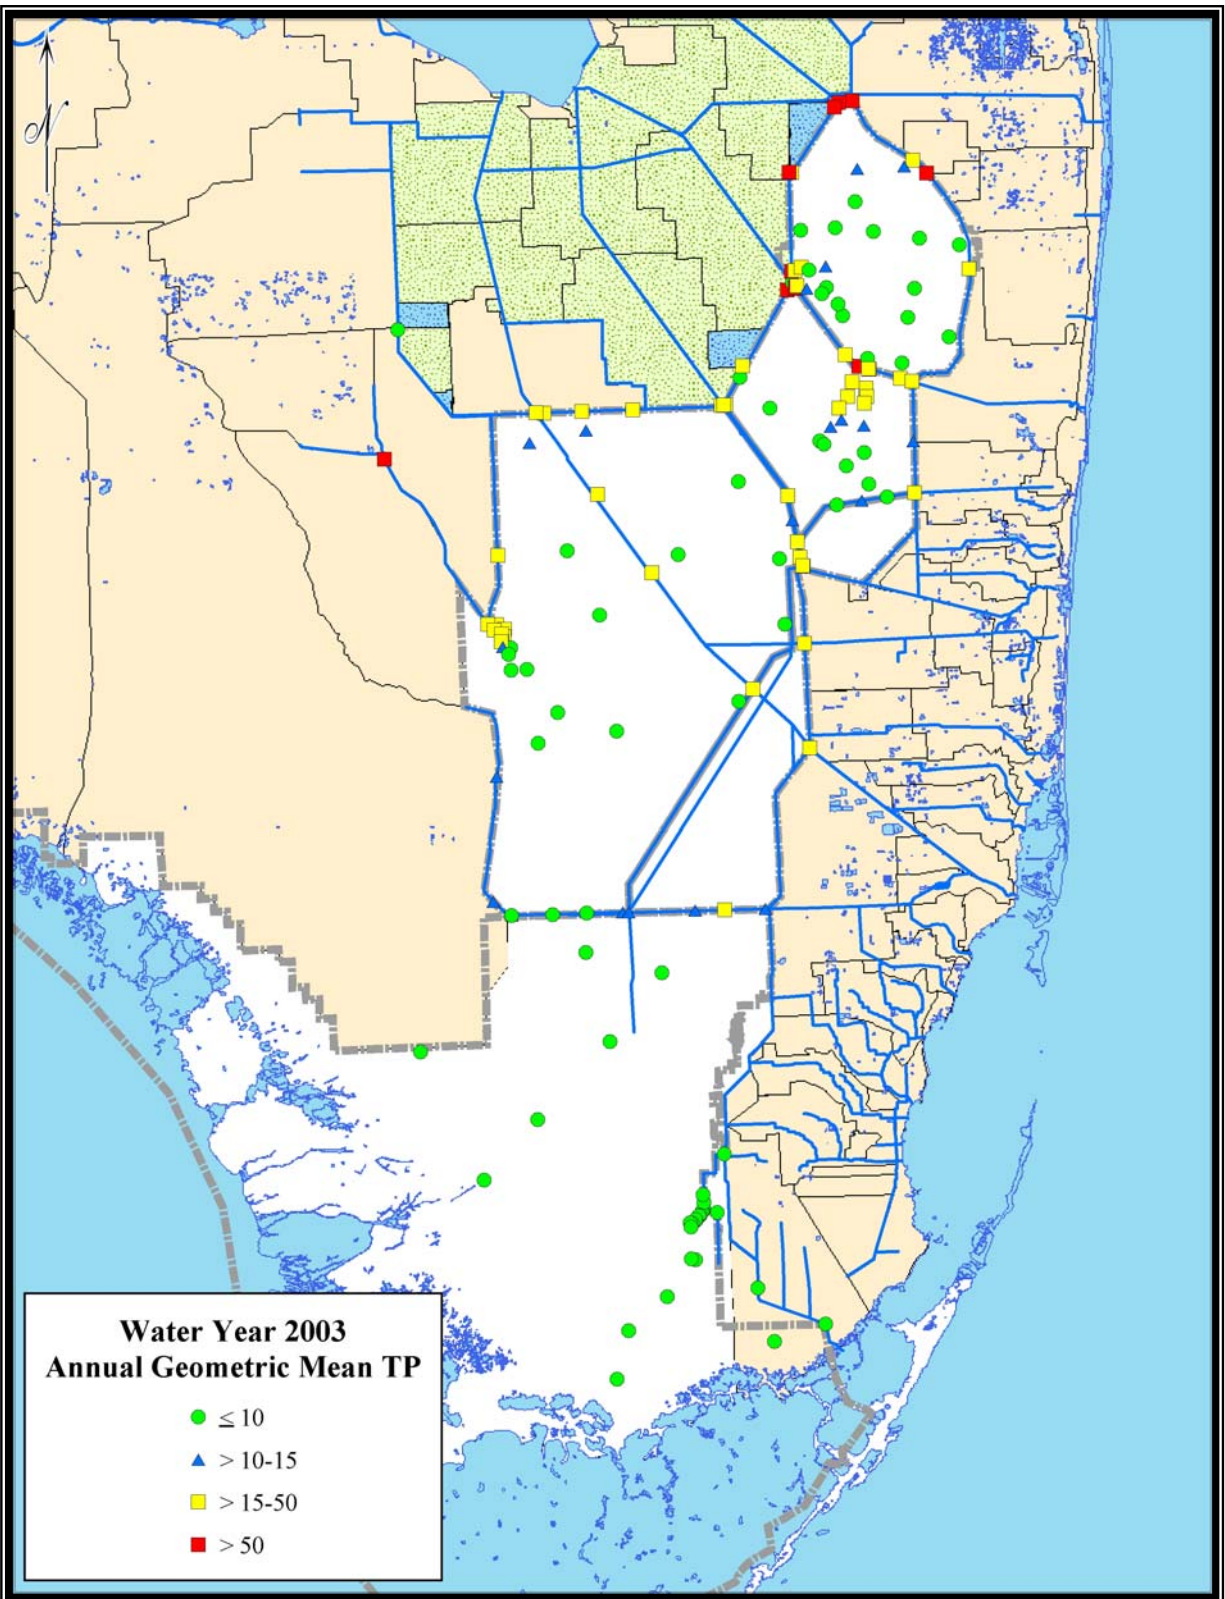 N
Water Year 2003
Annual Geometric Mean TP
≤ 10
> 10-15
> 15-50
> 50